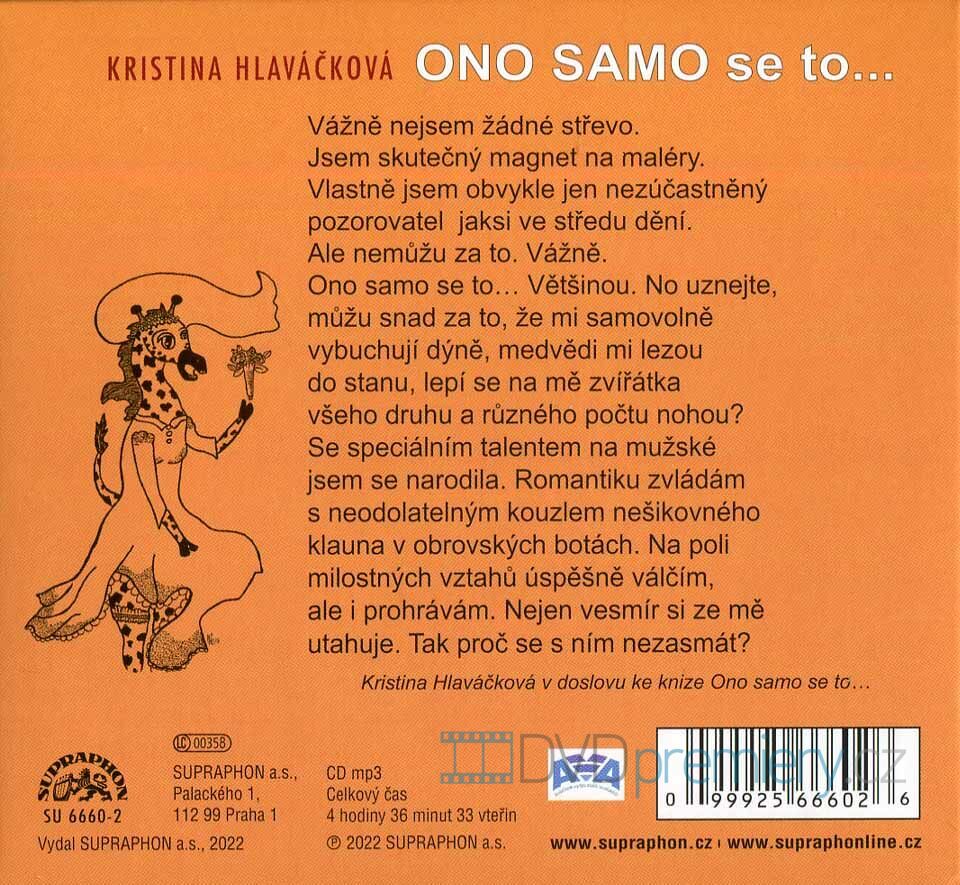 KRISTINA HLAVÁČKOVÁ ONO SAMO se to...
Vážně nejsem žádné střevo.
Jsem skutečný magnet na maléry.
Vlastně jsem obvykle jen nezúčastněný
pozorovatel jaksi ve středu dění.
Ale nemůžu za to. Vážně.
Ono samo se to... Většinou. No uznejte,
můžu snad za to, že mi samovolně
vybuchují dýně, medvědi mi lezou
do stanu, lepí se na mě zvířátka
všeho druhu a různého počtu nohou?
Se speciálním talentem na mužské
jsem se narodila. Romantiku zvládám
s neodolatelným kouzlem nešikovného
klauna v obrovských botách. Na poli
milostných vztahů úspěšně válčím,
ale i prohrávám. Nejen vesmír si ze mě
utahuje. Tak proč se s ním nezasmát?
Kristina Hlaváčková v doslovu ke knize Ono samo se to...
SUPRAPHON
SU 6660-2
Vydal SUPRAPHON a.s., 2022
LC 00358
SUPRAPHON a.s.,
Palackého 1,
112 99 Praha 1
CD mp3
Celkový čas
4 hodiny 36 minut 33 vteřin
℗ 2022 SUPRAPHON a.s.
DVDpremiery.cz
0 99925 66602 6
www.supraphon.cz ı www.supraphonline.cz